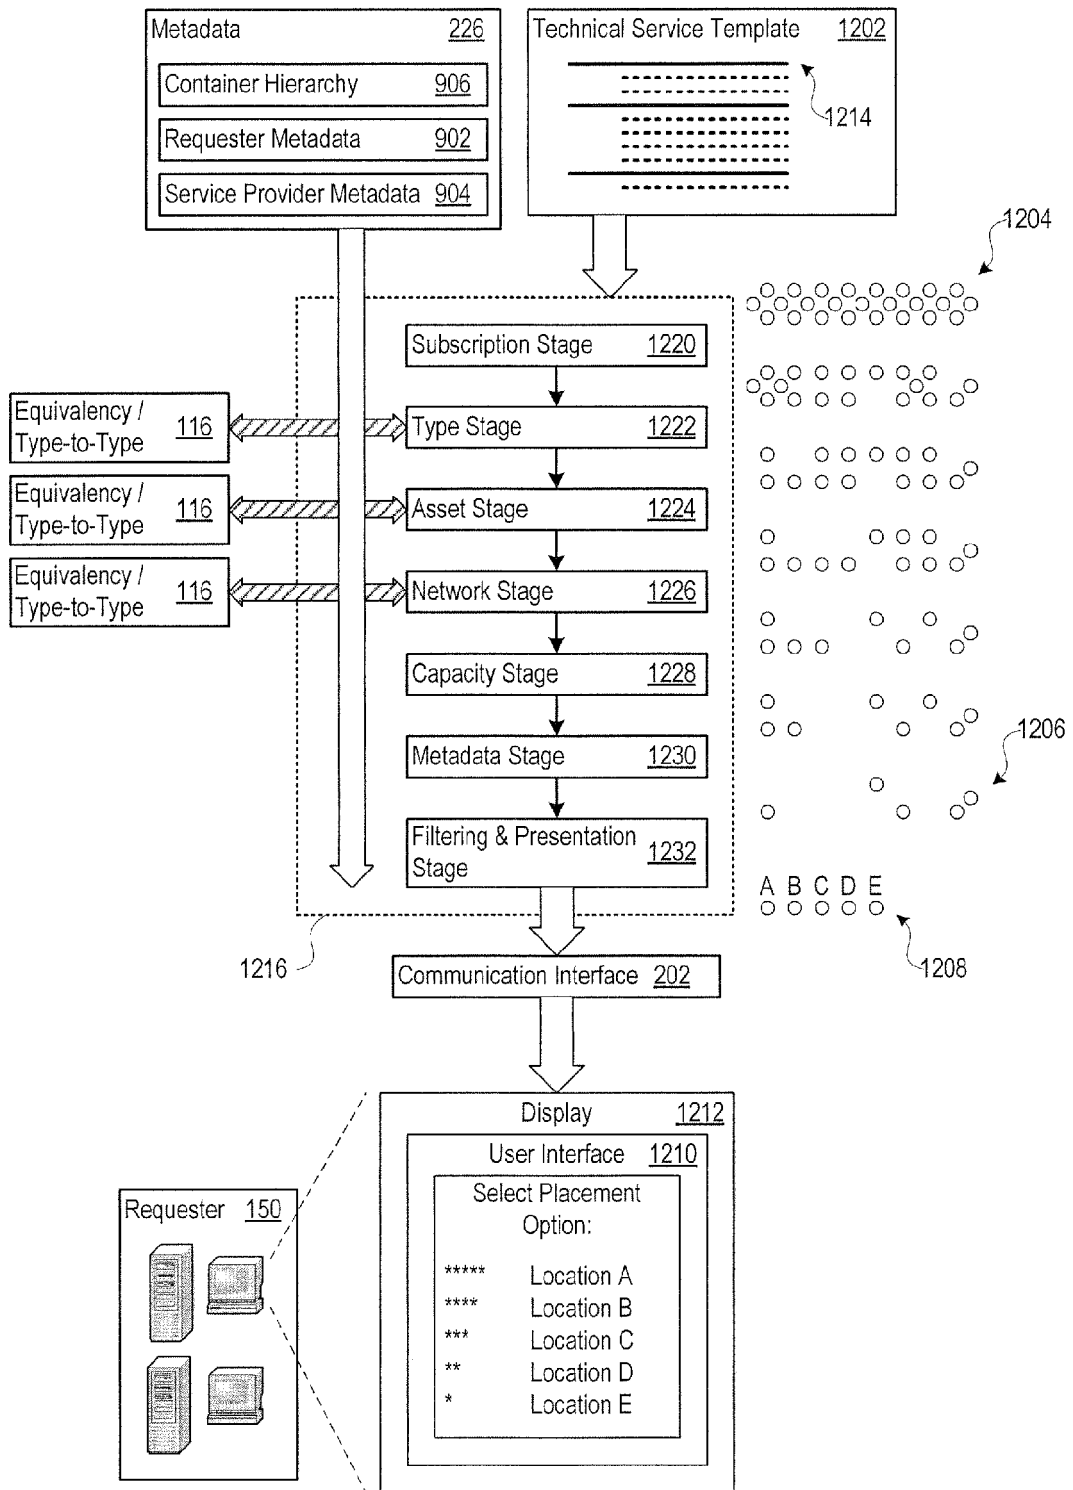 Metadata 226
Container Hierarchy 906
Requester Metadata 902
Service Provider Metadata 904
Technical Service Template 1202
1214
1204
Subscription Stage 1220
Equivalency /
Type-to-Type 116
Type Stage 1222
Equivalency /
Type-to-Type 116
Asset Stage 1224
Equivalency /
Type-to-Type 116
Network Stage 1226
Capacity Stage 1228
Metadata Stage 1230
1206
Filtering & Presentation
Stage 1232
A B C D E
1216
1208
Communication Interface 202
Display 1212
User Interface 1210
Select Placement
Option:
***** Location A
**** Location B
*** Location C
** Location D
* Location E
Requester 150